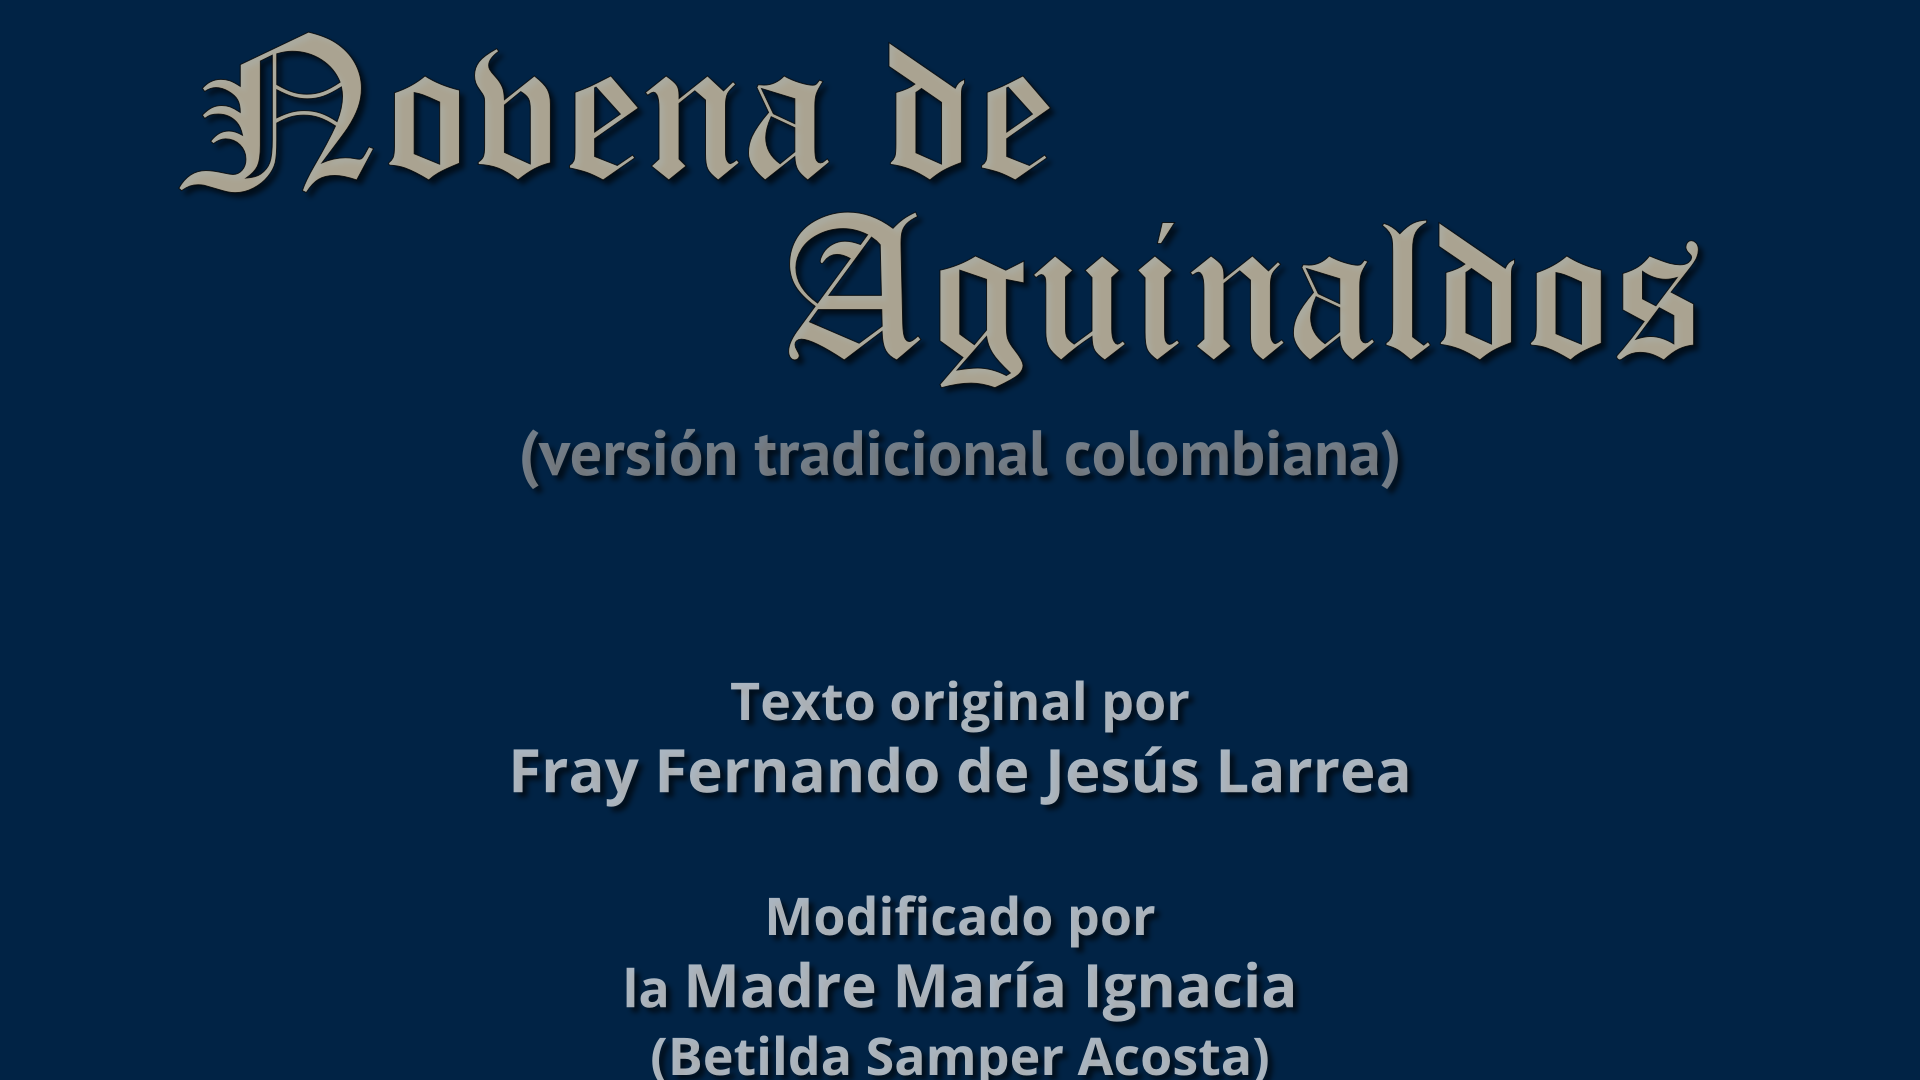 Novena de
Aguinaldos
(versión tradicional colombiana)
Texto original por
Fray Fernando de Jesús Larrea
Modificado por
la Madre María Ignacia
(Betilda Samper Acosta)